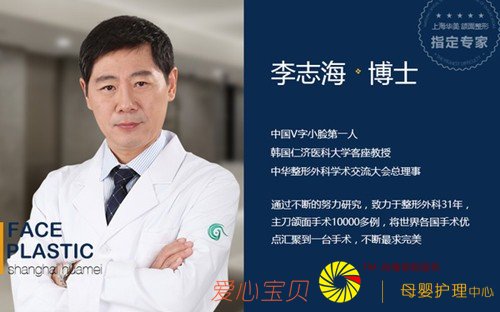 上海华美 颌面整形
指定专家
李志海 博士
中国V字小脸第一人
韩国仁济医科大学客座教授
中华整形外科学术交流大会总理事
通过不断的努力研究，致力于整形外科31年，
主刀颌面手术10000多例，将世界各国手术优
点汇聚到一台手术，不断最求完美
FACE
PLASTIC
shanghai huamei
爱心宝贝
母婴护理中心